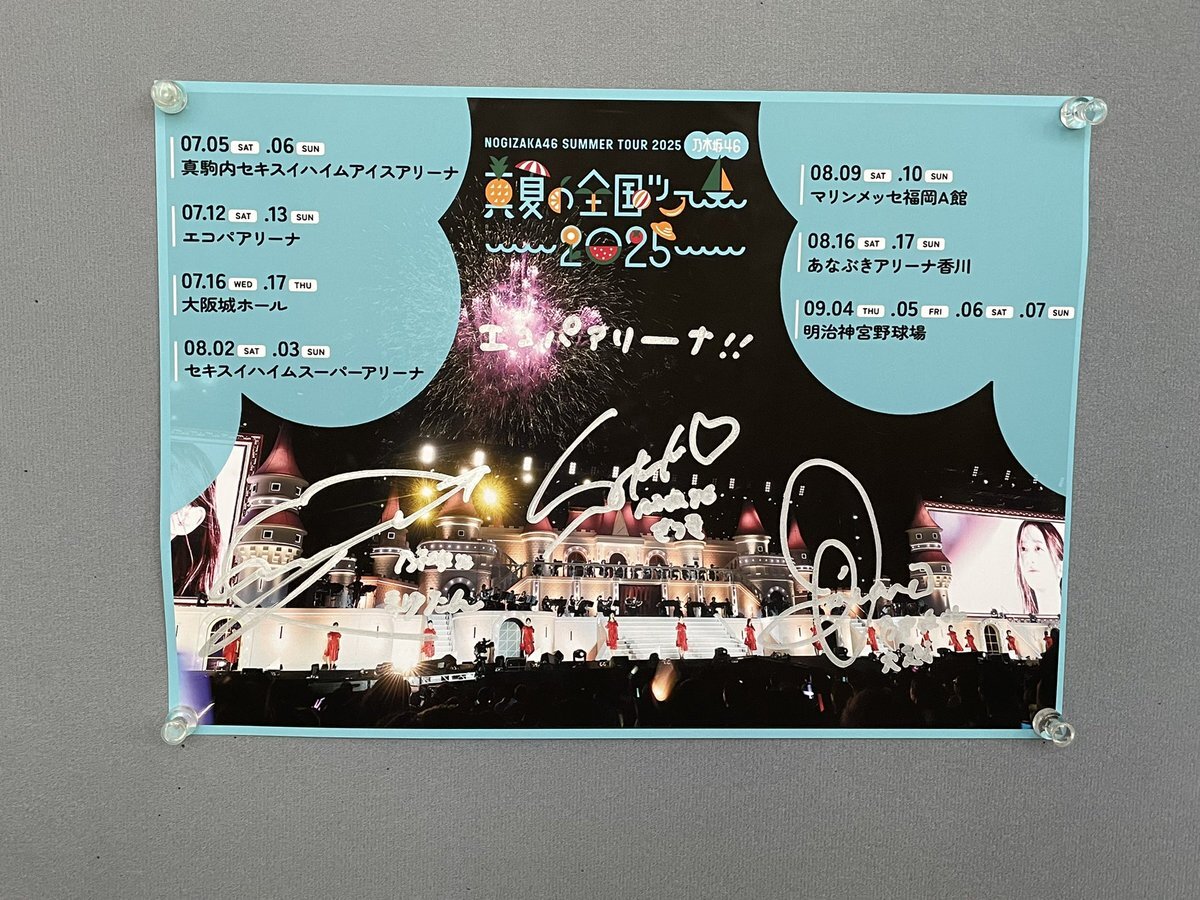 07.05 SAT .06 SUN
真駒内セキスイハイムアイスアリーナ
07.12 SAT .13 SUN
エコパアリーナ
07.16 WED .17 THU
大阪城ホール
08.02 SAT .03 SUN
セキスイハイムスーパーアリーナ
NOGIZAKA46 SUMMER TOUR 2025 乃木坂46
真夏の全国ツアー
2025
08.09 SAT .10 SUN
マリンメッセ福岡A館
08.16 SAT .17 SUN
あなぶきアリーナ香川
09.04 THU .05 FRI .06 SAT .07 SUN
明治神宮野球場
エコパアリーナ!!